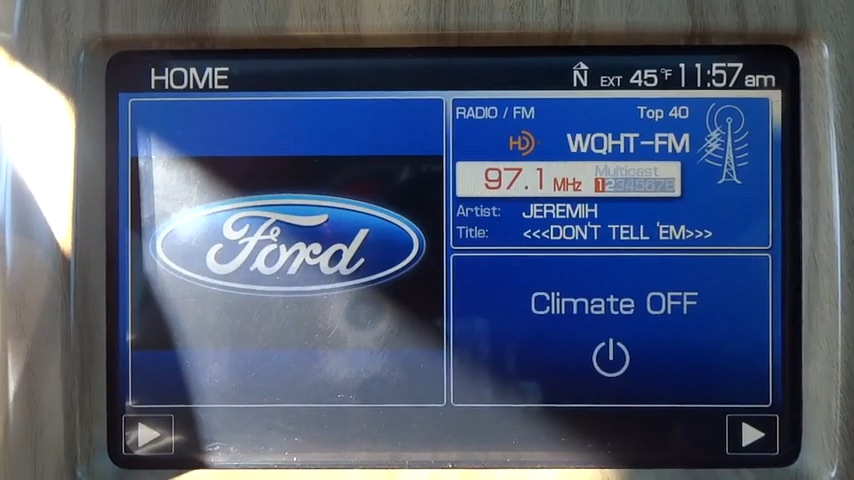 HOME
N EXT 45°F 11:57am
Ford
RADIO / FM Top 40
HD WQHT-FM
97.1 MHz Multicast
12345678
Artist: JEREMIH
Title: <<<DON'T TELL 'EM>>>
Climate OFF